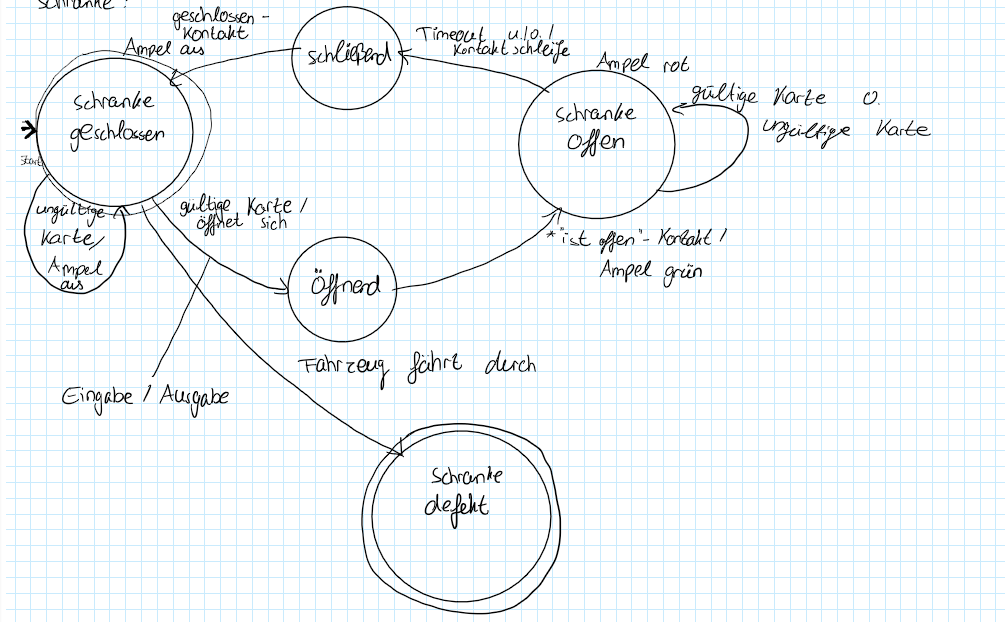 Schranke:
geschlossen -
Kontakt
Ampel aus
schließend
Timeout u./o. /
Kontaktschleife
Ampel rot
Schranke
geschlossen
Start
Schranke
offen
gültige Karte o.
ungültige Karte
ungültige
Karte/
Ampel
aus
gültige Karte /
öffnet sich
Öffnend
*"ist offen"- Kontakt /
Ampel grün
Fahrzeug fährt durch
Eingabe / Ausgabe
Schranke
defekt